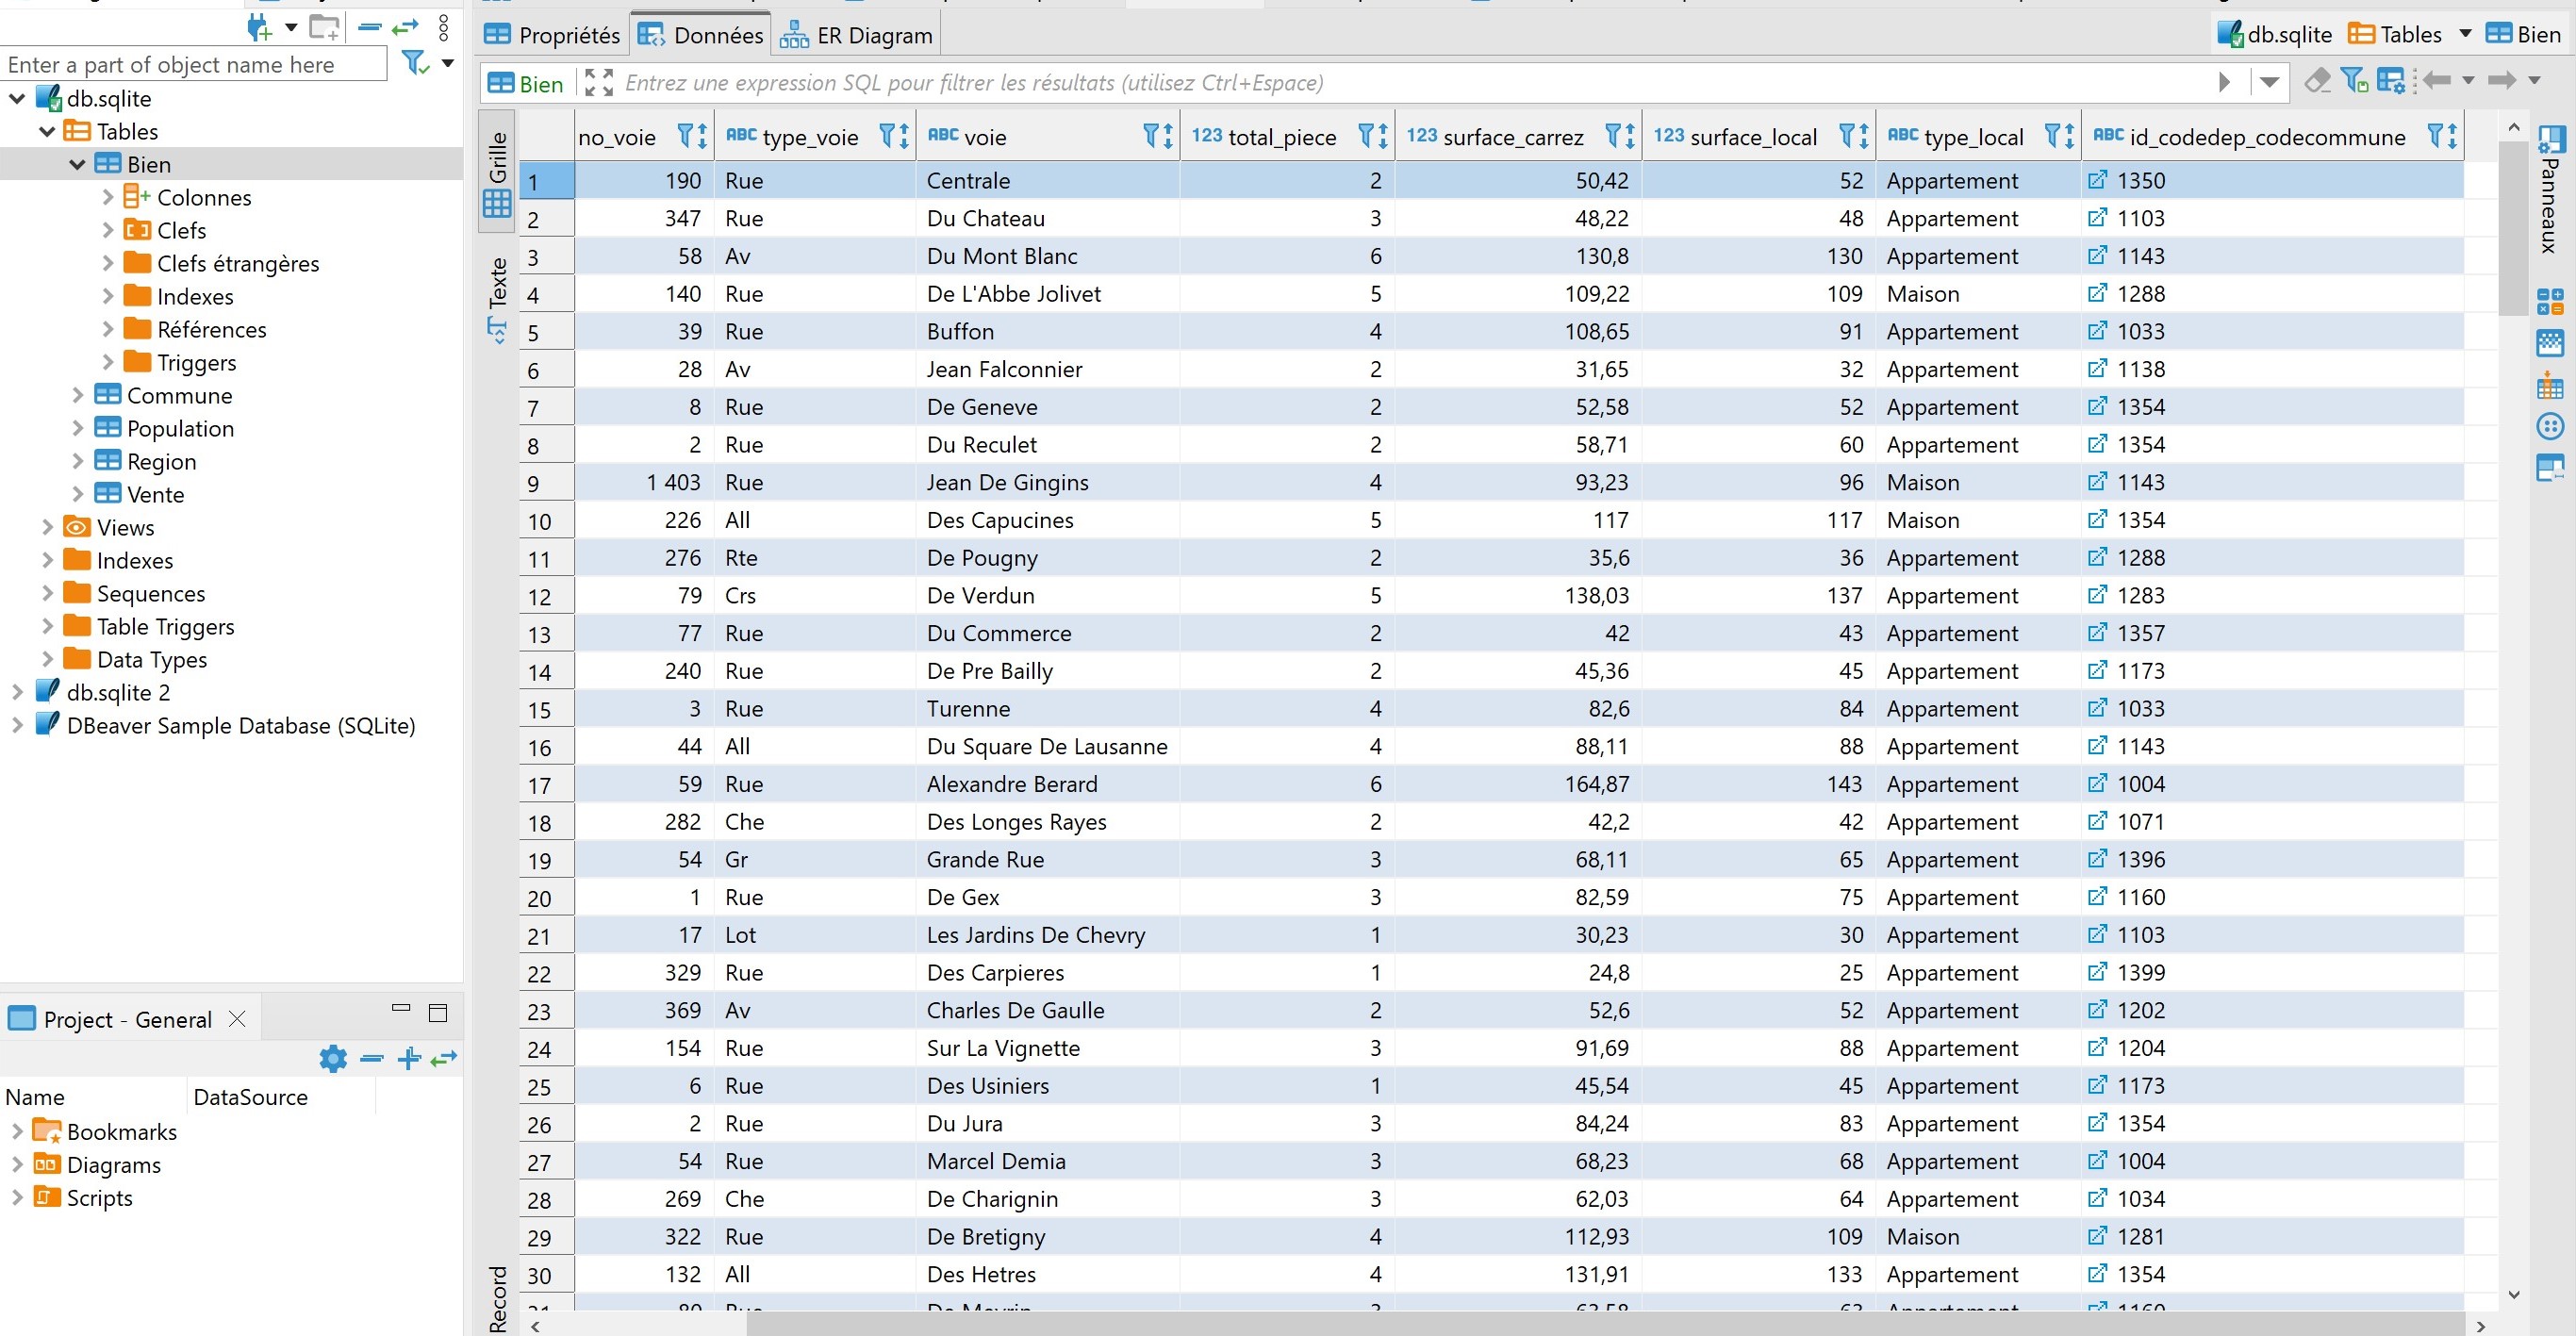 Propriétés Données ER Diagram db.sqlite Tables Bien
Enter a part of object name here
Bien Entrez une expression SQL pour filtrer les résultats (utilisez Ctrl+Espace)
db.sqlite
Tables
Bien
Colonnes
Clefs
Clefs étrangères
Indexes
Références
Triggers
Commune
Population
Region
Vente
Views
Indexes
Sequences
Table Triggers
Data Types
db.sqlite 2
DBeaver Sample Database (SQLite)
Project - General
Name DataSource
Bookmarks
Diagrams
Scripts
Grille
Texte
Record
no_voie ABC type_voie ABC voie 123 total_piece 123 surface_carrez 123 surface_local ABC type_local ABC id_codedep_codecommune
1 190 Rue Centrale 2 50,42 52 Appartement 1350
2 347 Rue Du Chateau 3 48,22 48 Appartement 1103
3 58 Av Du Mont Blanc 6 130,8 130 Appartement 1143
4 140 Rue De L'Abbe Jolivet 5 109,22 109 Maison 1288
5 39 Rue Buffon 4 108,65 91 Appartement 1033
6 28 Av Jean Falconnier 2 31,65 32 Appartement 1138
7 8 Rue De Geneve 2 52,58 52 Appartement 1354
8 2 Rue Du Reculet 2 58,71 60 Appartement 1354
9 1 403 Rue Jean De Gingins 4 93,23 96 Maison 1143
10 226 All Des Capucines 5 117 117 Maison 1354
11 276 Rte De Pougny 2 35,6 36 Appartement 1288
12 79 Crs De Verdun 5 138,03 137 Appartement 1283
13 77 Rue Du Commerce 2 42 43 Appartement 1357
14 240 Rue De Pre Bailly 2 45,36 45 Appartement 1173
15 3 Rue Turenne 4 82,6 84 Appartement 1033
16 44 All Du Square De Lausanne 4 88,11 88 Appartement 1143
17 59 Rue Alexandre Berard 6 164,87 143 Appartement 1004
18 282 Che Des Longes Rayes 2 42,2 42 Appartement 1071
19 54 Gr Grande Rue 3 68,11 65 Appartement 1396
20 1 Rue De Gex 3 82,59 75 Appartement 1160
21 17 Lot Les Jardins De Chevry 1 30,23 30 Appartement 1103
22 329 Rue Des Carpieres 1 24,8 25 Appartement 1399
23 369 Av Charles De Gaulle 2 52,6 52 Appartement 1202
24 154 Rue Sur La Vignette 3 91,69 88 Appartement 1204
25 6 Rue Des Usiniers 1 45,54 45 Appartement 1173
26 2 Rue Du Jura 3 84,24 83 Appartement 1354
27 54 Rue Marcel Demia 3 68,23 68 Appartement 1004
28 269 Che De Charignin 3 62,03 64 Appartement 1034
29 322 Rue De Bretigny 4 112,93 109 Maison 1281
30 132 All Des Hetres 4 131,91 133 Appartement 1354
Panneaux